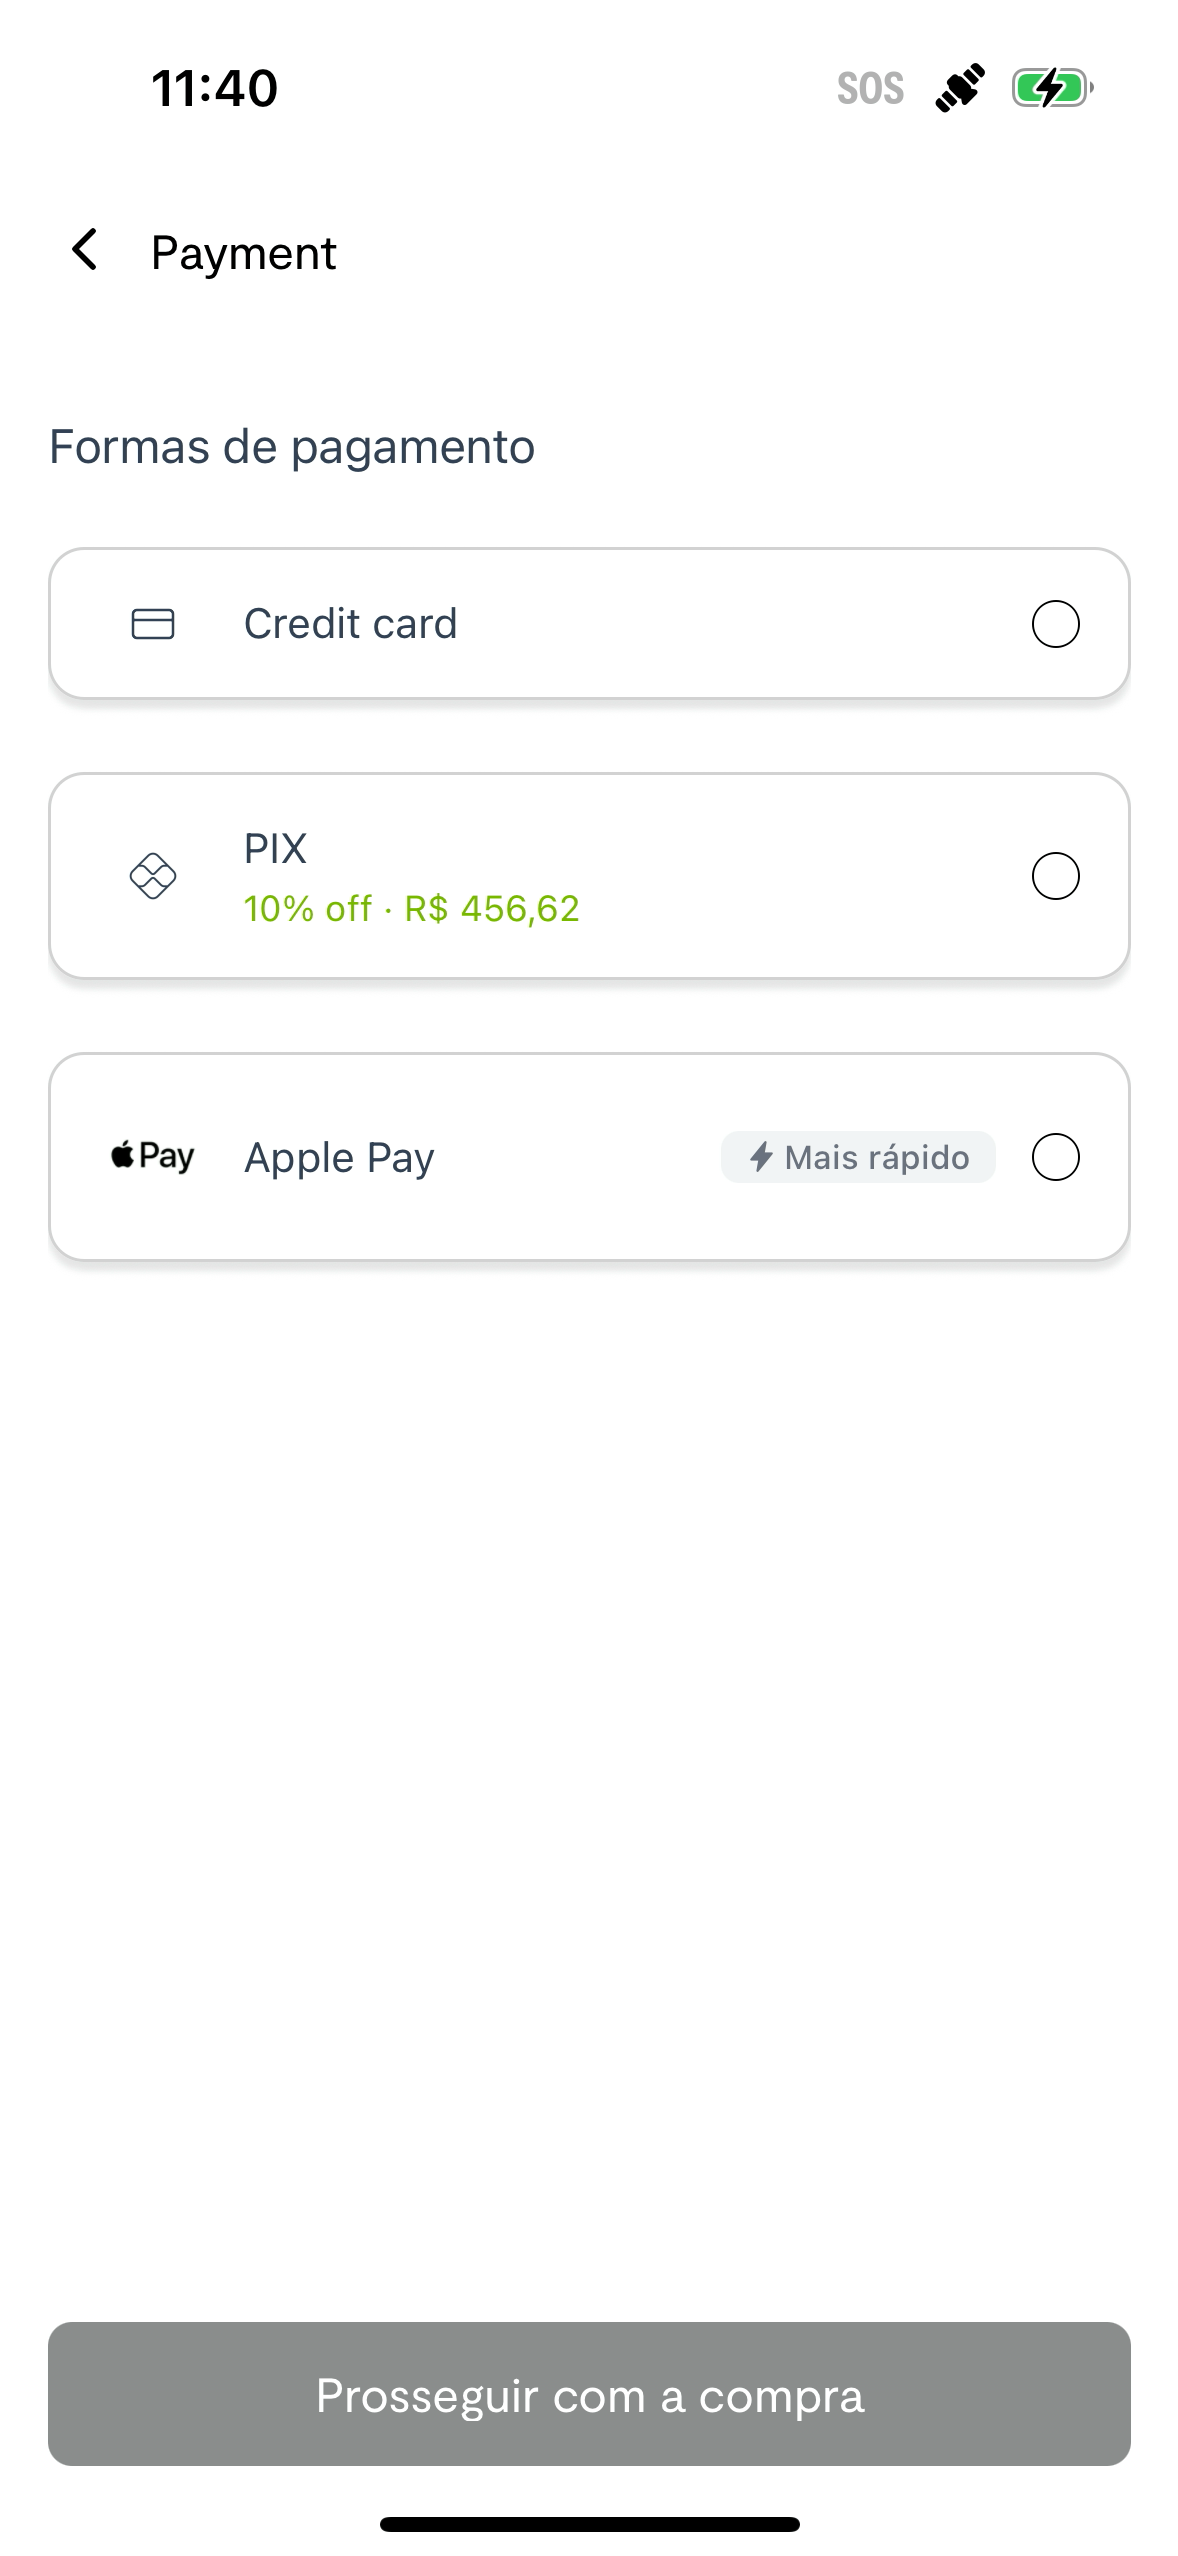 11:40 SOS
Payment
Formas de pagamento
Credit card
PIX
10% off · R$ 456,62
Pay Apple Pay Mais rápido
Prosseguir com a compra